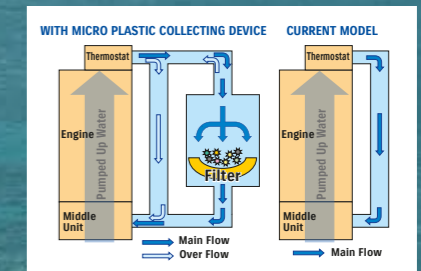 WITH MICRO PLASTIC COLLECTING DEVICE
Thermostat
Engine
Pumped Up Water
Filter
Middle
Unit
Main Flow
Over Flow
CURRENT MODEL
Thermostat
Engine
Pumped Up Water
Middle
Unit
Main Flow